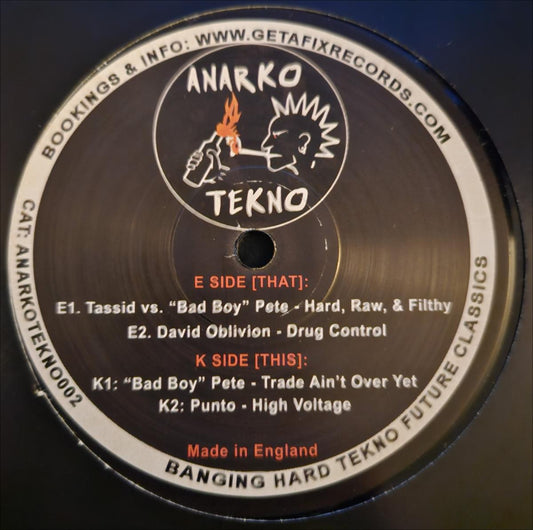 BOOKINGS & INFO: WWW.GETAFIXRECORDS.COM
ANARKO
TEKNO
CAT: ANARKOTEKNO002
E SIDE [THAT]:
E1. Tassid vs. “Bad Boy” Pete - Hard, Raw, & Filthy
E2. David Oblivion - Drug Control
K SIDE [THIS]:
K1: “Bad Boy” Pete - Trade Ain’t Over Yet
K2: Punto - High Voltage
Made in England
BANGING HARD TEKNO FUTURE CLASSICS